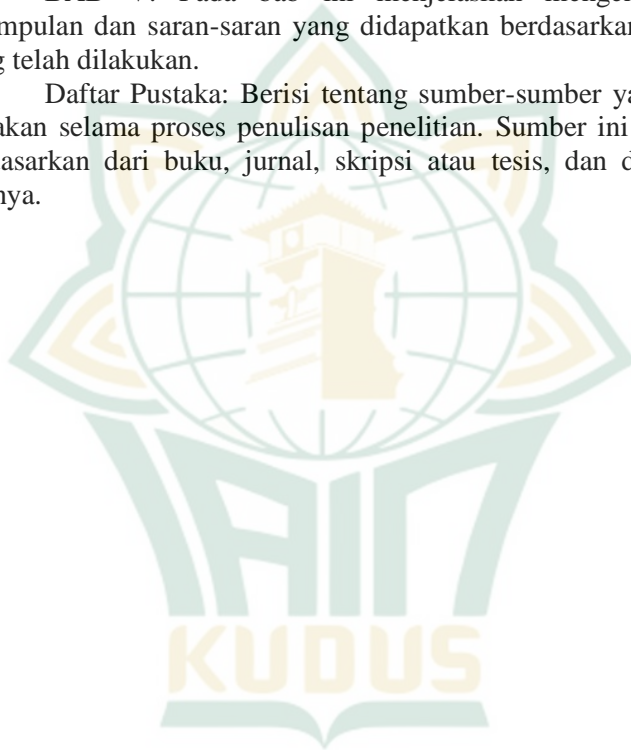 BAB V: Pada bab ini menjelaskan menge
mpulan dan saran-saran yang didapatkan berdasarkan
g telah dilakukan.
Daftar Pustaka: Berisi tentang sumber-sumber ya
akan selama proses penulisan penelitian. Sumber ini
asarkan dari buku, jurnal, skripsi atau tesis, dan d
nya.
IAIN
KUDUS